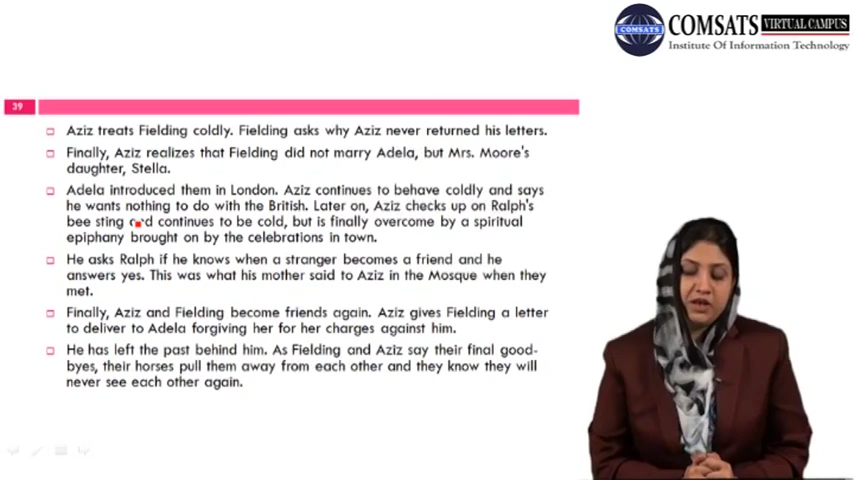 COMSATS VIRTUAL CAMPUS
COMSATS
Institute Of Information Technology
39
Aziz treats Fielding coldly. Fielding asks why Aziz never returned his letters.
Finally, Aziz realizes that Fielding did not marry Adela, but Mrs. Moore's
daughter, Stella.
Adela introduced them in London. Aziz continues to behave coldly and says
he wants nothing to do with the British. Later on, Aziz checks up on Ralph's
bee sting continues to be cold, but is finally overcome by a spiritual
epiphany brought on by the celebrations in town.
He asks Ralph if he knows when a stranger becomes a friend and he
answers yes. This was what his mother said to Aziz in the Mosque when they
met.
Finally, Aziz and Fielding become friends again. Aziz gives Fielding a letter
to deliver to Adela forgiving her for her charges against him.
He has left the past behind him. As Fielding and Aziz say their final good-
byes, their horses pull them away from each other and they know they will
never see each other again.